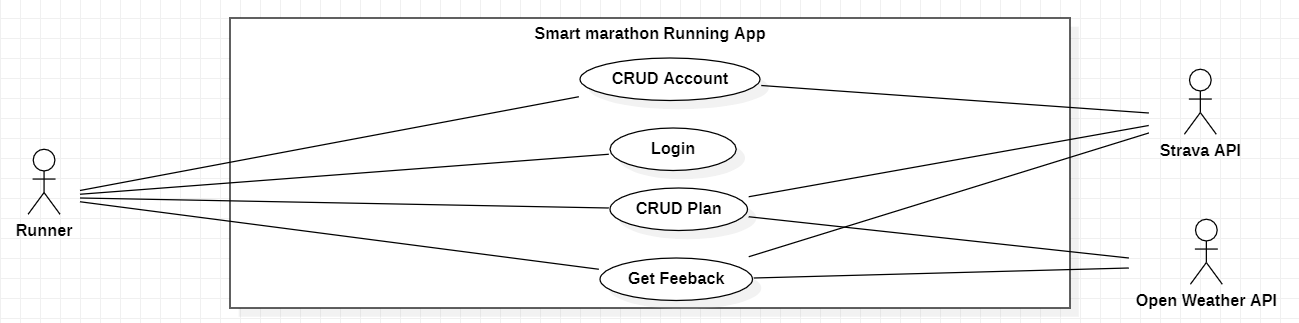 Smart marathon Running App
CRUD Account
Login
Strava API
CRUD Plan
Runner
Get Feeback
Open Weather API